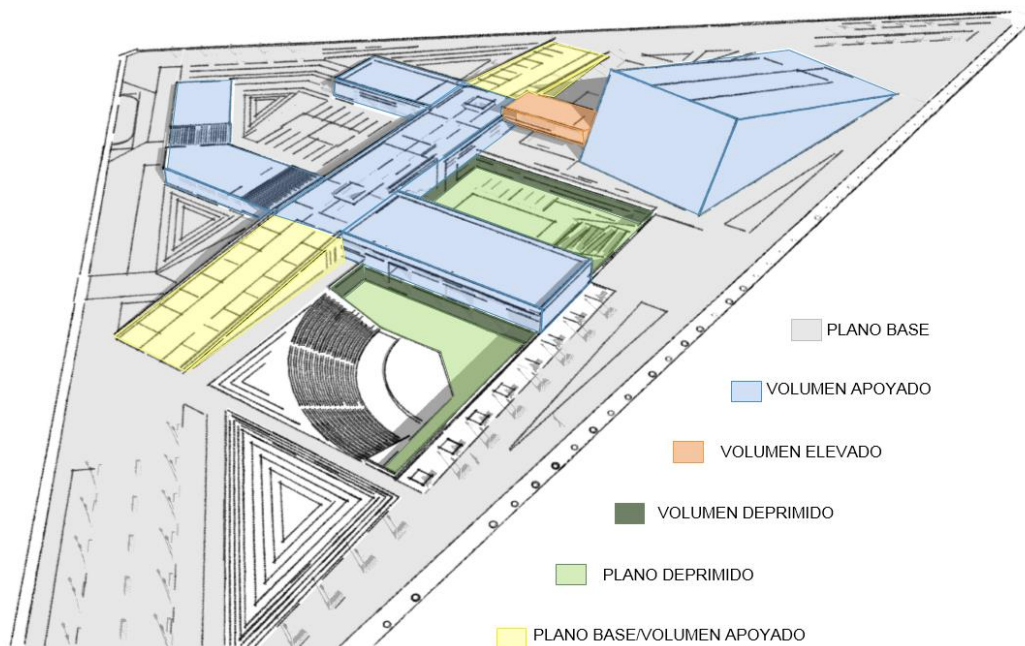 PLANO BASE
VOLUMEN APOYADO
VOLUMEN ELEVADO
VOLUMEN DEPRIMIDO
PLANO DEPRIMIDO
PLANO BASE/VOLUMEN APOYADO